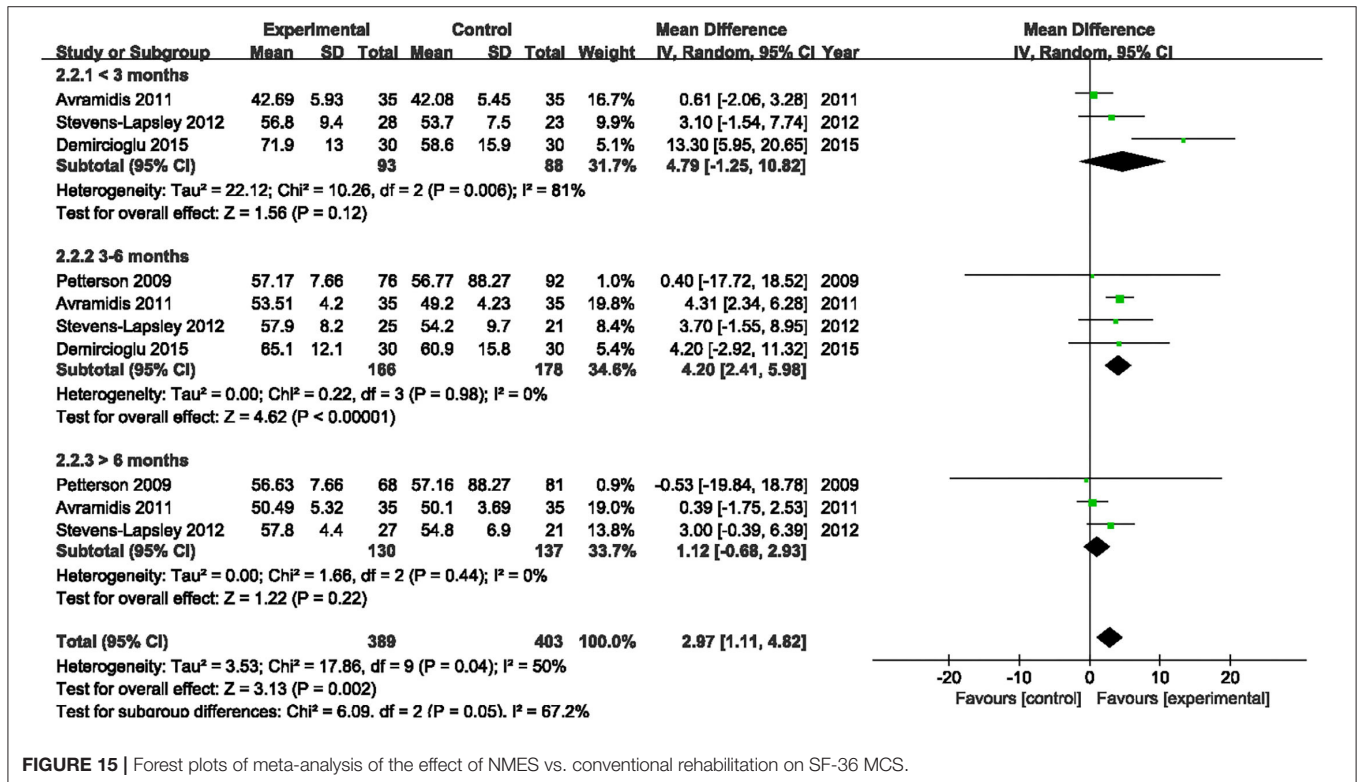 Experimental Control Mean Difference Mean Difference
Study or Subgroup Mean SD Total Mean SD Total Weight IV, Random, 95% CI Year IV, Random, 95% CI
2.2.1 < 3 months
Avramidis 2011 42.69 5.93 35 42.08 5.45 35 16.7% 0.61 [-2.06, 3.28] 2011
Stevens-Lapsley 2012 56.8 9.4 28 53.7 7.5 23 9.9% 3.10 [-1.54, 7.74] 2012
Demircioglu 2015 71.9 13 30 58.6 15.9 30 5.1% 13.30 [5.95, 20.65] 2015
Subtotal (95% CI) 93 88 31.7% 4.79 [-1.25, 10.82]
Heterogeneity: Tau² = 22.12; Chi² = 10.26, df = 2 (P = 0.006); I² = 81%
Test for overall effect: Z = 1.56 (P = 0.12)
2.2.2 3-6 months
Petterson 2009 57.17 7.66 76 56.77 88.27 92 1.0% 0.40 [-17.72, 18.52] 2009
Avramidis 2011 53.51 4.2 35 49.2 4.23 35 19.8% 4.31 [2.34, 6.28] 2011
Stevens-Lapsley 2012 57.9 8.2 25 54.2 9.7 21 8.4% 3.70 [-1.55, 8.95] 2012
Demircioglu 2015 65.1 12.1 30 60.9 15.8 30 5.4% 4.20 [-2.92, 11.32] 2015
Subtotal (95% CI) 166 178 34.6% 4.20 [2.41, 5.98]
Heterogeneity: Tau² = 0.00; Chi² = 0.22, df = 3 (P = 0.98); I² = 0%
Test for overall effect: Z = 4.62 (P < 0.00001)
2.2.3 > 6 months
Petterson 2009 56.63 7.66 68 57.16 88.27 81 0.9% -0.53 [-19.84, 18.78] 2009
Avramidis 2011 50.49 5.32 35 50.1 3.69 35 19.0% 0.39 [-1.75, 2.53] 2011
Stevens-Lapsley 2012 57.8 4.4 27 54.8 6.9 21 13.8% 3.00 [-0.39, 6.39] 2012
Subtotal (95% CI) 130 137 33.7% 1.12 [-0.68, 2.93]
Heterogeneity: Tau² = 0.00; Chi² = 1.66, df = 2 (P = 0.44); I² = 0%
Test for overall effect: Z = 1.22 (P = 0.22)
Total (95% CI) 389 403 100.0% 2.97 [1.11, 4.82]
Heterogeneity: Tau² = 3.53; Chi² = 17.86, df = 9 (P = 0.04); I² = 50%
Test for overall effect: Z = 3.13 (P = 0.002)
Test for subgroup differences: Chi² = 6.09. df = 2 (P = 0.05). I² = 67.2%
-20 -10 0 10 20
Favours [control] Favours [experimental]
FIGURE 15 | Forest plots of meta-analysis of the effect of NMES vs. conventional rehabilitation on SF-36 MCS.